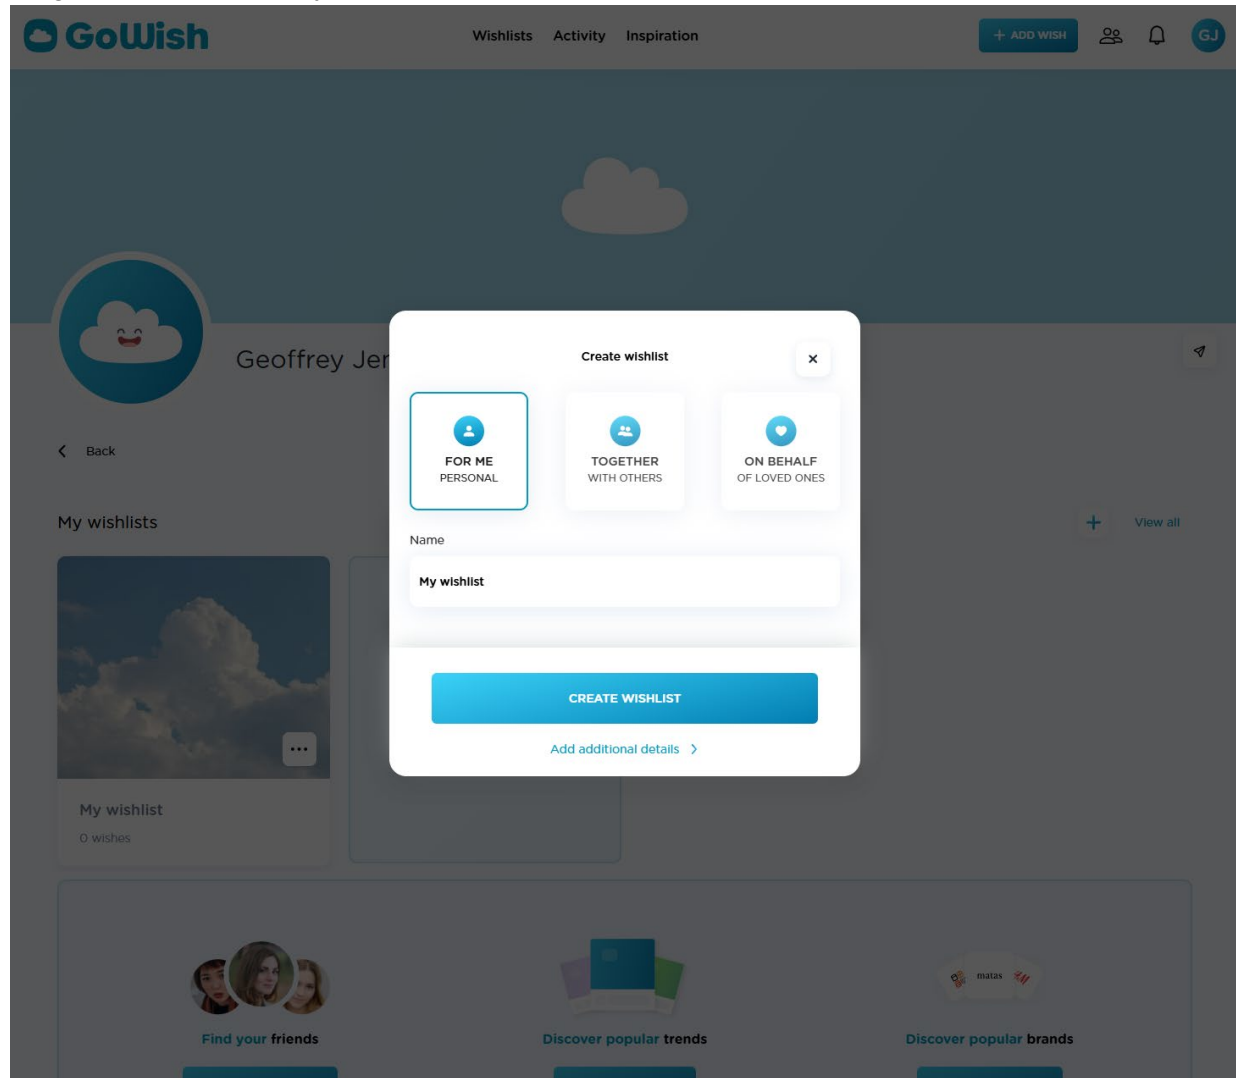 GoWish
Wishlists Activity Inspiration
+ ADD WISH
GJ
Geoffrey Jer
Back
My wishlists
View all
My wishlist
0 wishes
Create wishlist
FOR ME
PERSONAL
TOGETHER
WITH OTHERS
ON BEHALF
OF LOVED ONES
Name
My wishlist
CREATE WISHLIST
Add additional details
matas
H&M
Find your friends
Discover popular trends
Discover popular brands